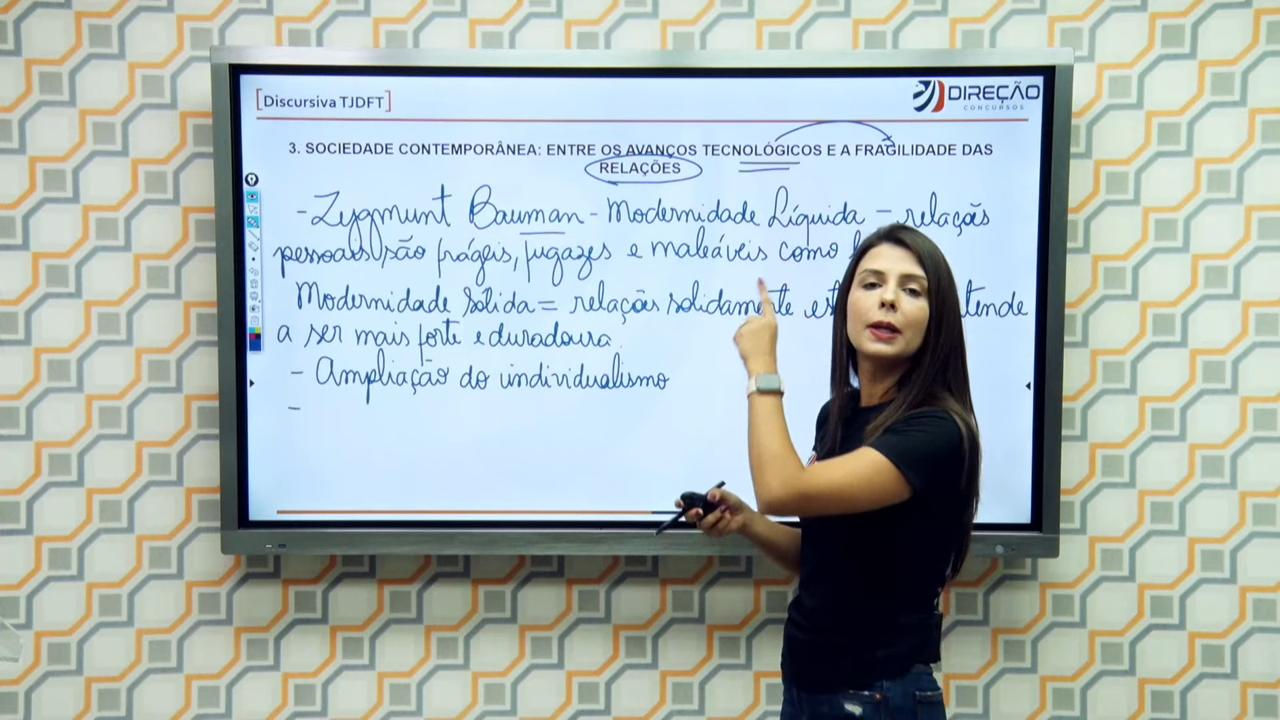 [Discursiva TJDFT]
DIREÇÃO
CONCURSOS
3. SOCIEDADE CONTEMPORÂNEA: ENTRE OS AVANÇOS TECNOLÓGICOS E A FRAGILIDADE DAS
RELAÇÕES
- Zygmunt Bauman - Modernidade Líquida - relações
pessoais são frágeis, fugazes e maleáveis como
Modernidade Sólida = relações solidamente tende
a ser mais forte e duradoura.
- Ampliação do individualismo
-